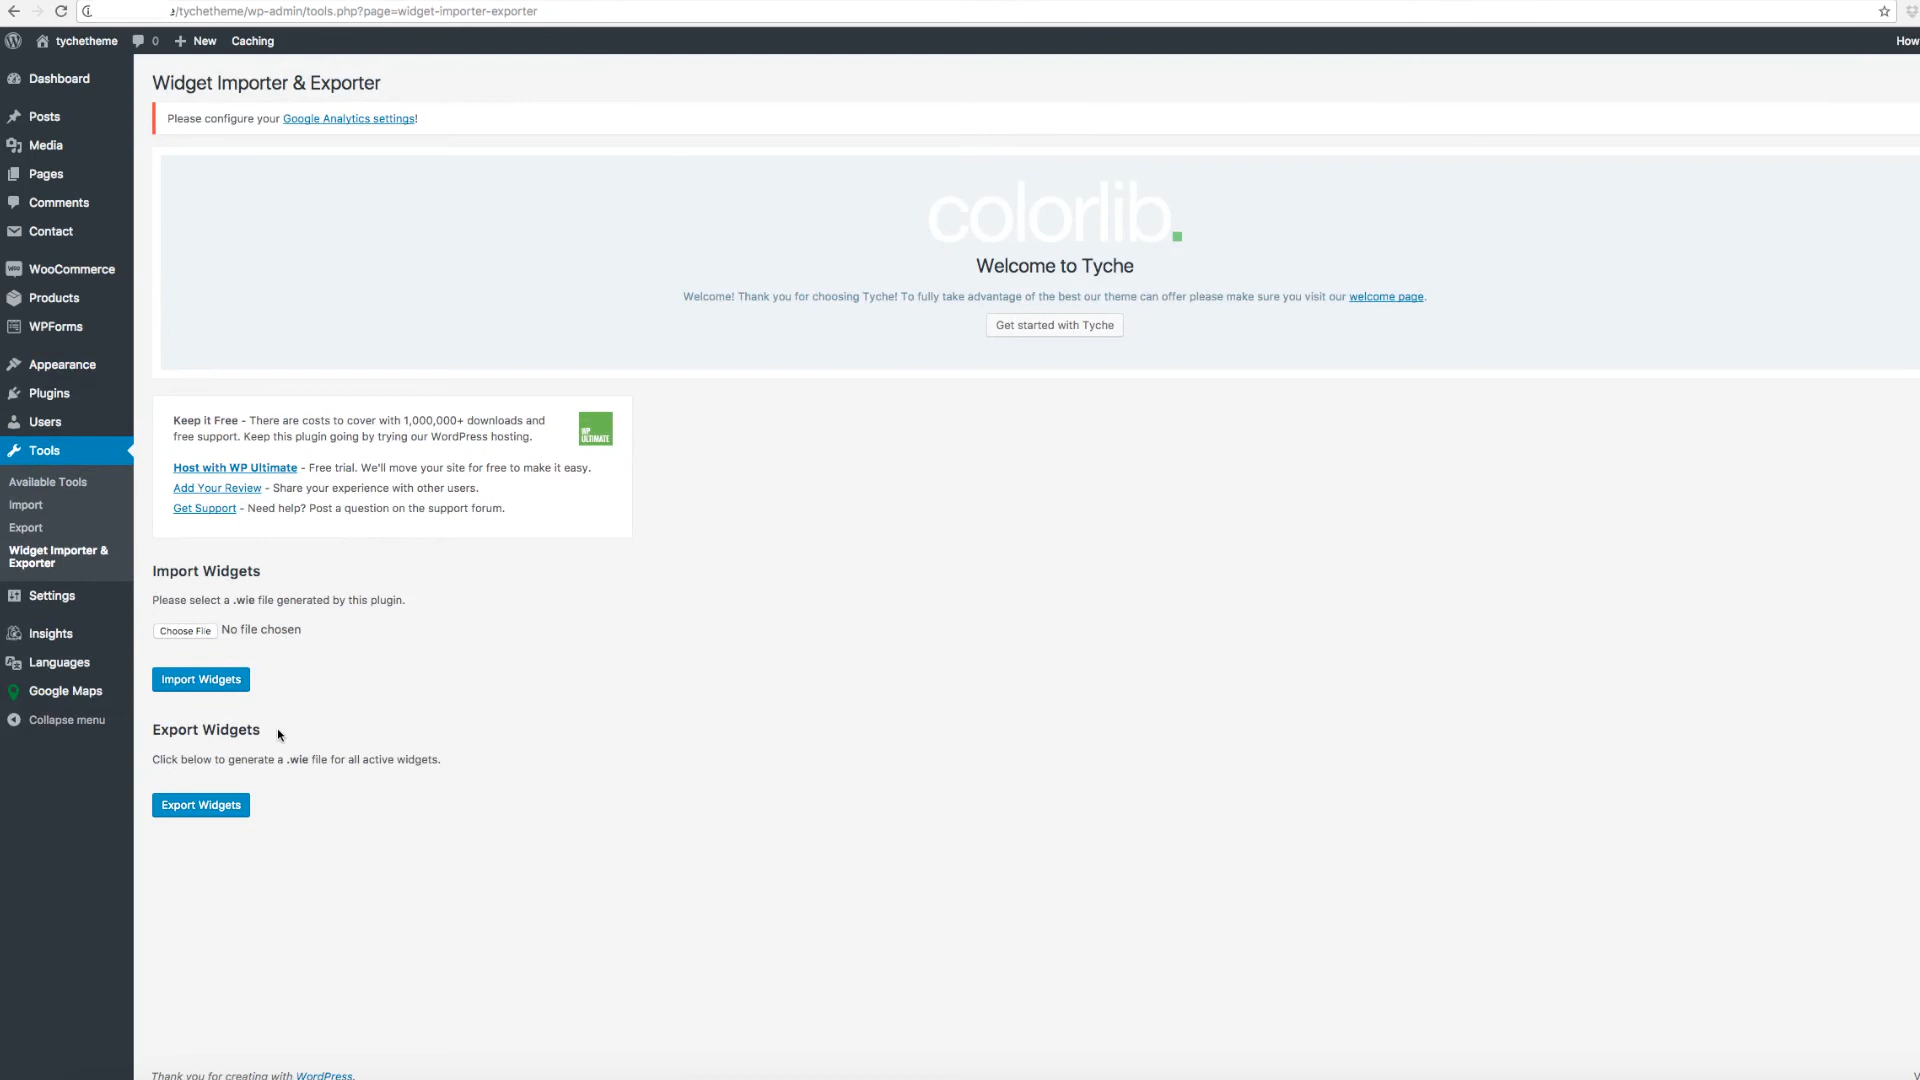 /tychetheme/wp-admin/tools.php?page=widget-importer-exporter
tychetheme 0 New Caching How
Dashboard
Posts
Media
Pages
Comments
Contact
WooCommerce
Products
WPForms
Appearance
Plugins
Users
Tools
Available Tools
Import
Export
Widget Importer &
Exporter
Settings
Insights
Languages
Google Maps
Collapse menu
Widget Importer & Exporter
Please configure your Google Analytics settings!
colorlib.
Welcome to Tyche
Welcome! Thank you for choosing Tyche! To fully take advantage of the best our theme can offer please make sure you visit our welcome page.
Get started with Tyche
Keep it Free - There are costs to cover with 1,000,000+ downloads and
free support. Keep this plugin going by trying our WordPress hosting.
WP
ULTIMATE
Host with WP Ultimate - Free trial. We'll move your site for free to make it easy.
Add Your Review - Share your experience with other users.
Get Support - Need help? Post a question on the support forum.
Import Widgets
Please select a .wie file generated by this plugin.
Choose File No file chosen
Import Widgets
Export Widgets
Click below to generate a .wie file for all active widgets.
Export Widgets
Thank you for creating with WordPress.